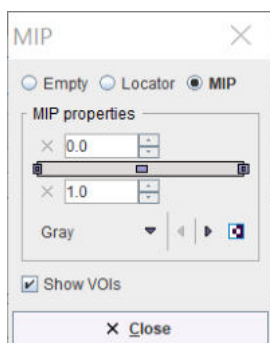 MIP
Empty Locator MIP
MIP properties
0.0
1.0
Gray
Show VOIs
Close